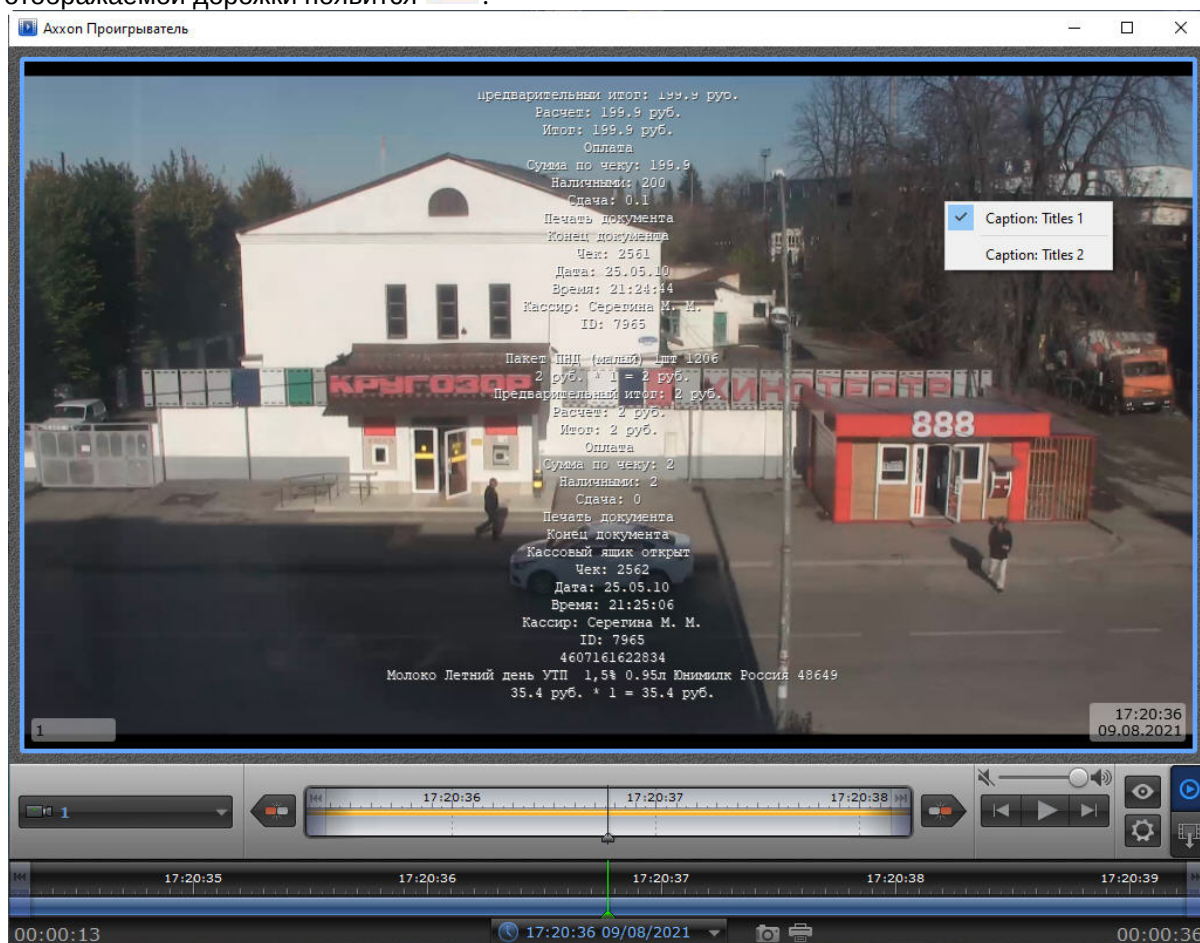 отображаемой дорожки появится
Axxon Проигрыватель
предварительный итог: 199.9 руб.
Расчет: 199.9 руб.
Итог: 199.9 руб.
Оплата
Сумма по чеку: 199.9
Наличными: 200
Сдача: 0.1
Печать документа
Конец документа
Чек: 2561
Дата: 25.05.10
Время: 21:24:44
Кассир: Серегина М. М.
ID: 7965
Пакет ПНД (малый) 1шт 1206
2 руб. * 1 = 2 руб.
Предварительный итог: 2 руб.
Расчет: 2 руб.
Итог: 2 руб.
Оплата
Сумма по чеку: 2
Наличными: 2
Сдача: 0
Печать документа
Конец документа
Кассовый ящик открыт
Чек: 2562
Дата: 25.05.10
Время: 21:25:06
Кассир: Серегина М. М.
ID: 7965
4607161622834
Молоко Летний день УТП 1,5% 0.95л Юнимилк Россия 48649
35.4 руб. * 1 = 35.4 руб.
Caption: Titles 1
Caption: Titles 2
КРУГОЗОР
КИНОТЕАТР
888
1
17:20:36
09.08.2021
1
17:20:36 17:20:37 17:20:38
17:20:35 17:20:36 17:20:37 17:20:38 17:20:39
00:00:13
17:20:36 09/08/2021
00:00:36